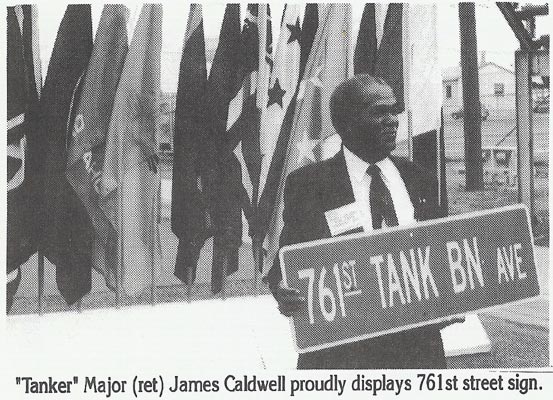 761ST TANK BN AVE
"Tanker" Major (ret) James Caldwell proudly displays 761st street sign.